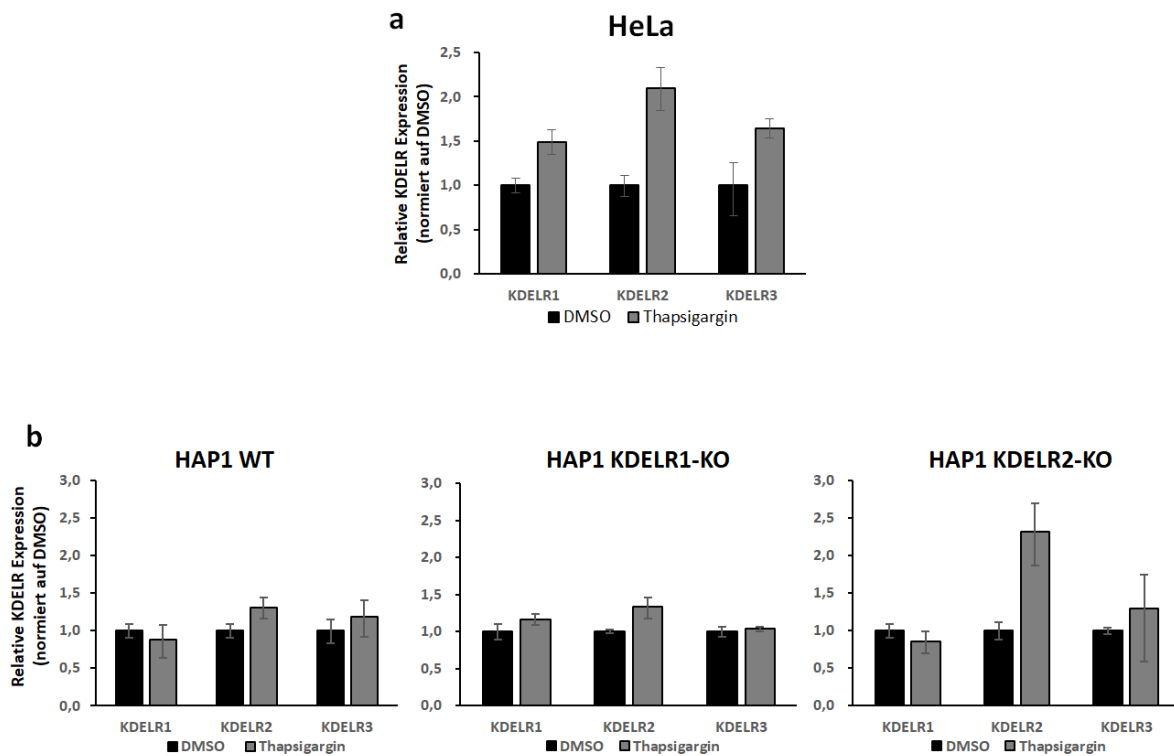 a
HeLa
Relative KDELR Expression
(normiert auf DMSO)
2,5
2,0
1,5
1,0
0,5
0,0
KDELR1 KDELR2 KDELR3
DMSO Thapsigargin
b
HAP1 WT
Relative KDELR Expression
(normiert auf DMSO)
3,0
2,5
2,0
1,5
1,0
0,5
0,0
KDELR1 KDELR2 KDELR3
DMSO Thapsigargin
HAP1 KDELR1-KO
3,0
2,5
2,0
1,5
1,0
0,5
0,0
KDELR1 KDELR2 KDELR3
DMSO Thapsigargin
HAP1 KDELR2-KO
3,0
2,5
2,0
1,5
1,0
0,5
0,0
KDELR1 KDELR2 KDELR3
DMSO Thapsigargin